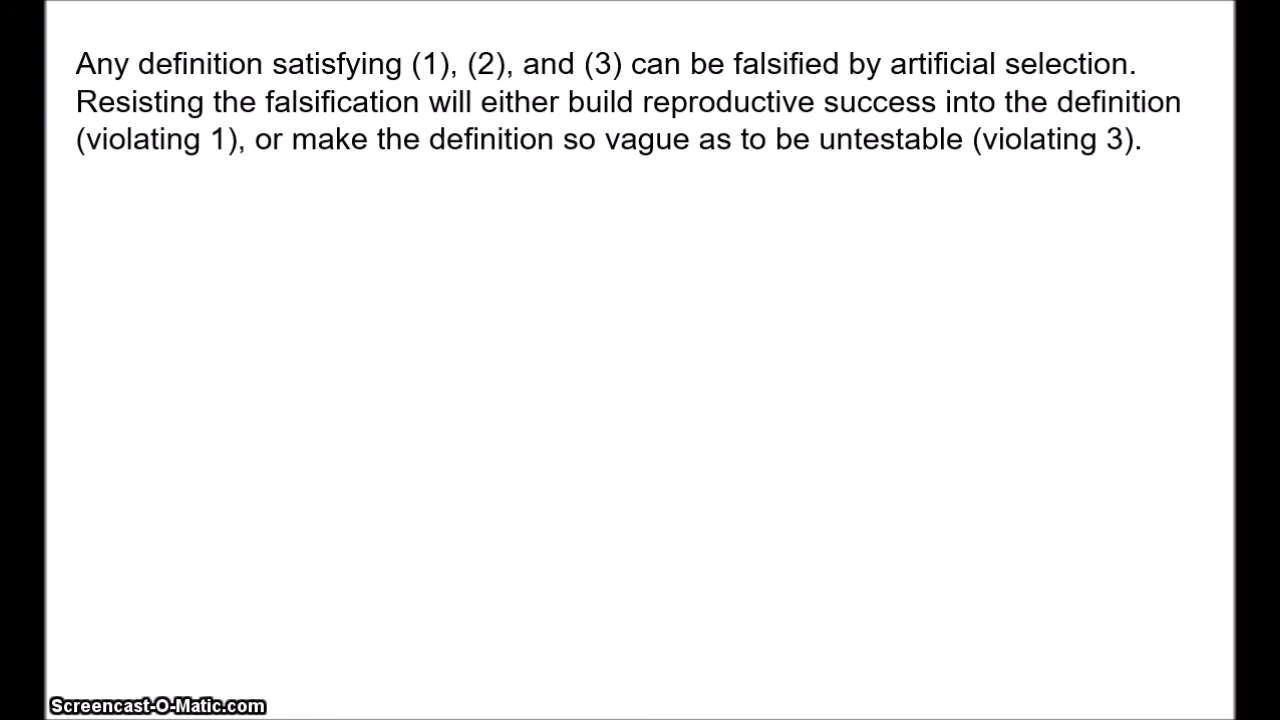 Any definition satisfying (1), (2), and (3) can be falsified by artificial selection.
Resisting the falsification will either build reproductive success into the definition
(violating 1), or make the definition so vague as to be untestable (violating 3).
Screencast-O-Matic.com